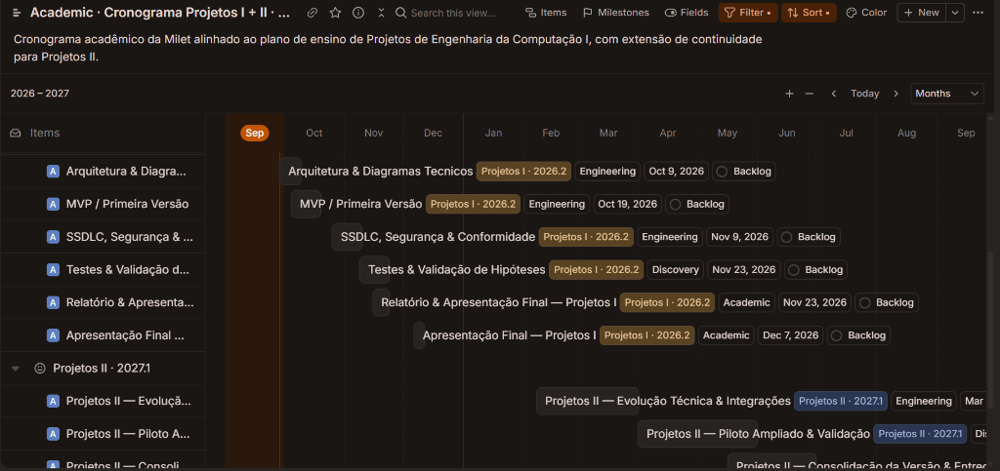 Academic · Cronograma Projetos I + II · ...
Search this view...
Items
Milestones
Fields
Filter
Sort
Color
New
Cronograma acadêmico da Milet alinhado ao plano de ensino de Projetos de Engenharia da Computação I, com extensão de continuidade
para Projetos II.
2026 – 2027
Today
Months
Items
Sep Oct Nov Dec Jan Feb Mar Apr May Jun Jul Aug Sep
A Arquitetura & Diagra... Arquitetura & Diagramas Tecnicos Projetos I · 2026.2 Engineering Oct 9, 2026 Backlog
A MVP / Primeira Versão MVP / Primeira Versão Projetos I · 2026.2 Engineering Oct 19, 2026 Backlog
A SSDLC, Segurança & ... SSDLC, Segurança & Conformidade Projetos I · 2026.2 Engineering Nov 9, 2026 Backlog
A Testes & Validação d... Testes & Validação de Hipóteses Projetos I · 2026.2 Discovery Nov 23, 2026 Backlog
A Relatório & Apresenta... Relatório & Apresentação Final — Projetos I Projetos I · 2026.2 Academic Nov 23, 2026 Backlog
A Apresentação Final ... Apresentação Final — Projetos I Projetos I · 2026.2 Academic Dec 7, 2026 Backlog
Projetos II · 2027.1
A Projetos II — Evoluçã... Projetos II — Evolução Técnica & Integrações Projetos II · 2027.1 Engineering Mar
A Projetos II — Piloto A... Projetos II — Piloto Ampliado & Validação Projetos II · 2027.1 Dis
A Projetos II — Consoli... Projetos II — Consolidação da Versão & Entreg